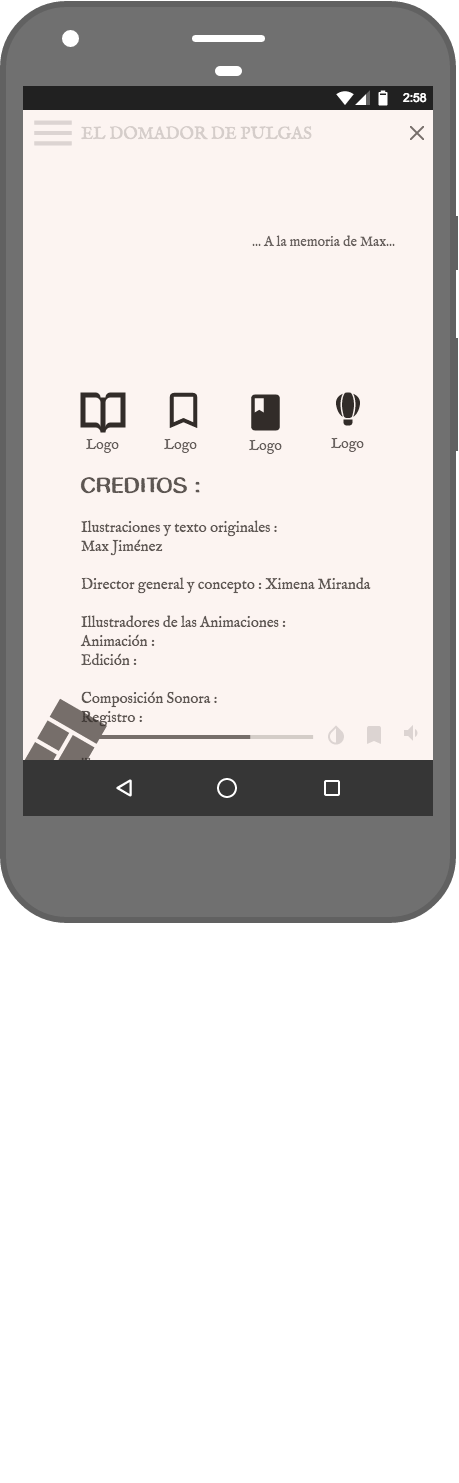 2:58
EL DOMADOR DE PULGAS
... A la memoria de Max...
Logo Logo Logo Logo
CREDITOS :
Ilustraciones y texto originales :
Max Jiménez
Director general y concepto : Ximena Miranda
Illustradores de las Animaciones :
Animación :
Edición :
Composición Sonora :
Registro :